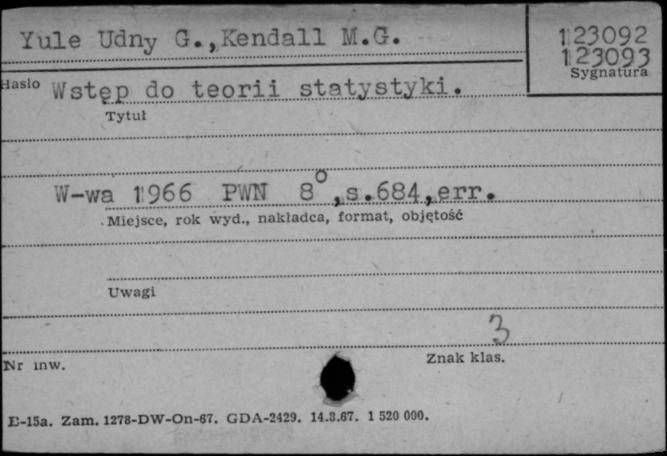 Yule Udny G.,Kendall M.G.
123092
123093
Sygnatura
Hasło
Wstęp do teorii statystyki.
Tytuł
W-wa 1966 PWN 8°,s.684,err.
Miejsce, rok wyd., nakładca, format, objętość
Uwagi
3
Nr inw.
Znak klas.
E-15a. Zam. 1278-DW-On-67. GDA-2429. 14.3.67. 1 520 000.